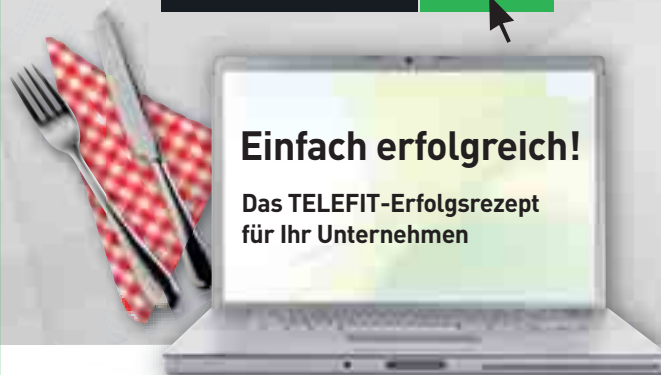 Einfach erfolgreich!
Das TELEFIT-Erfolgsrezept
für Ihr Unternehmen